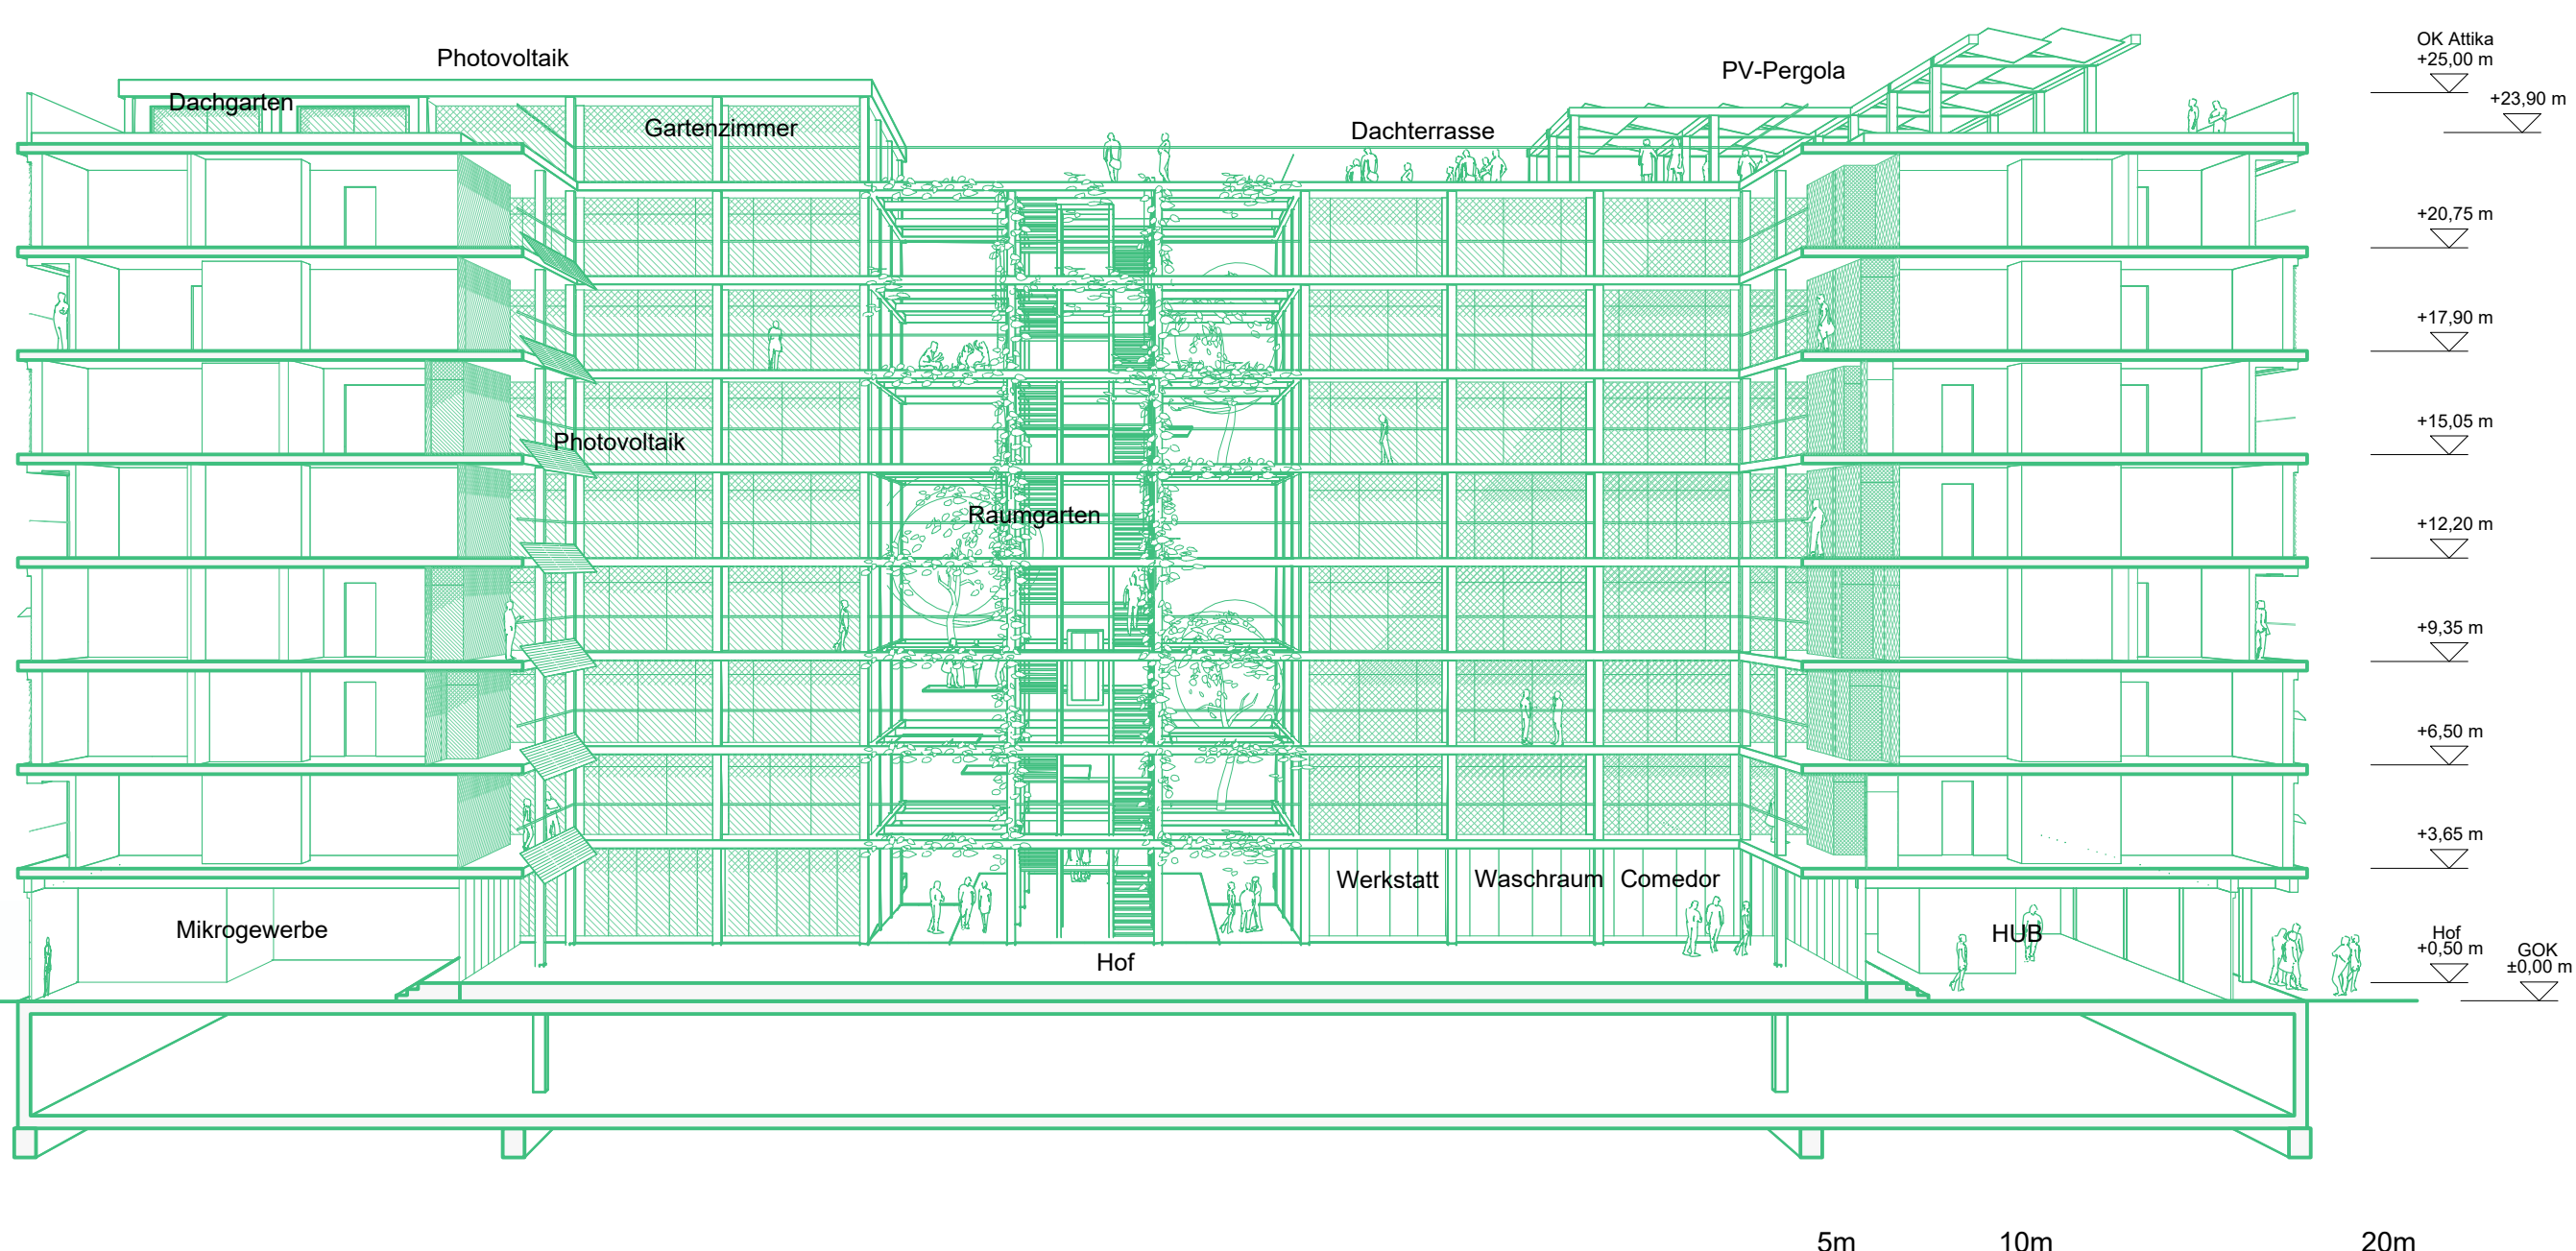 Photovoltaik
Dachgarten
Gartenzimmer
Dachterrasse
PV-Pergola
OK Attika
+25,00 m
+23,90 m
+20,75 m
+17,90 m
+15,05 m
+12,20 m
+9,35 m
+6,50 m
+3,65 m
Hof
+0,50 m
GOK
±0,00 m
Photovoltaik
Raumgarten
Werkstatt
Waschraum
Comedor
Mikrogewerbe
HUB
Hof
5m
10m
20m